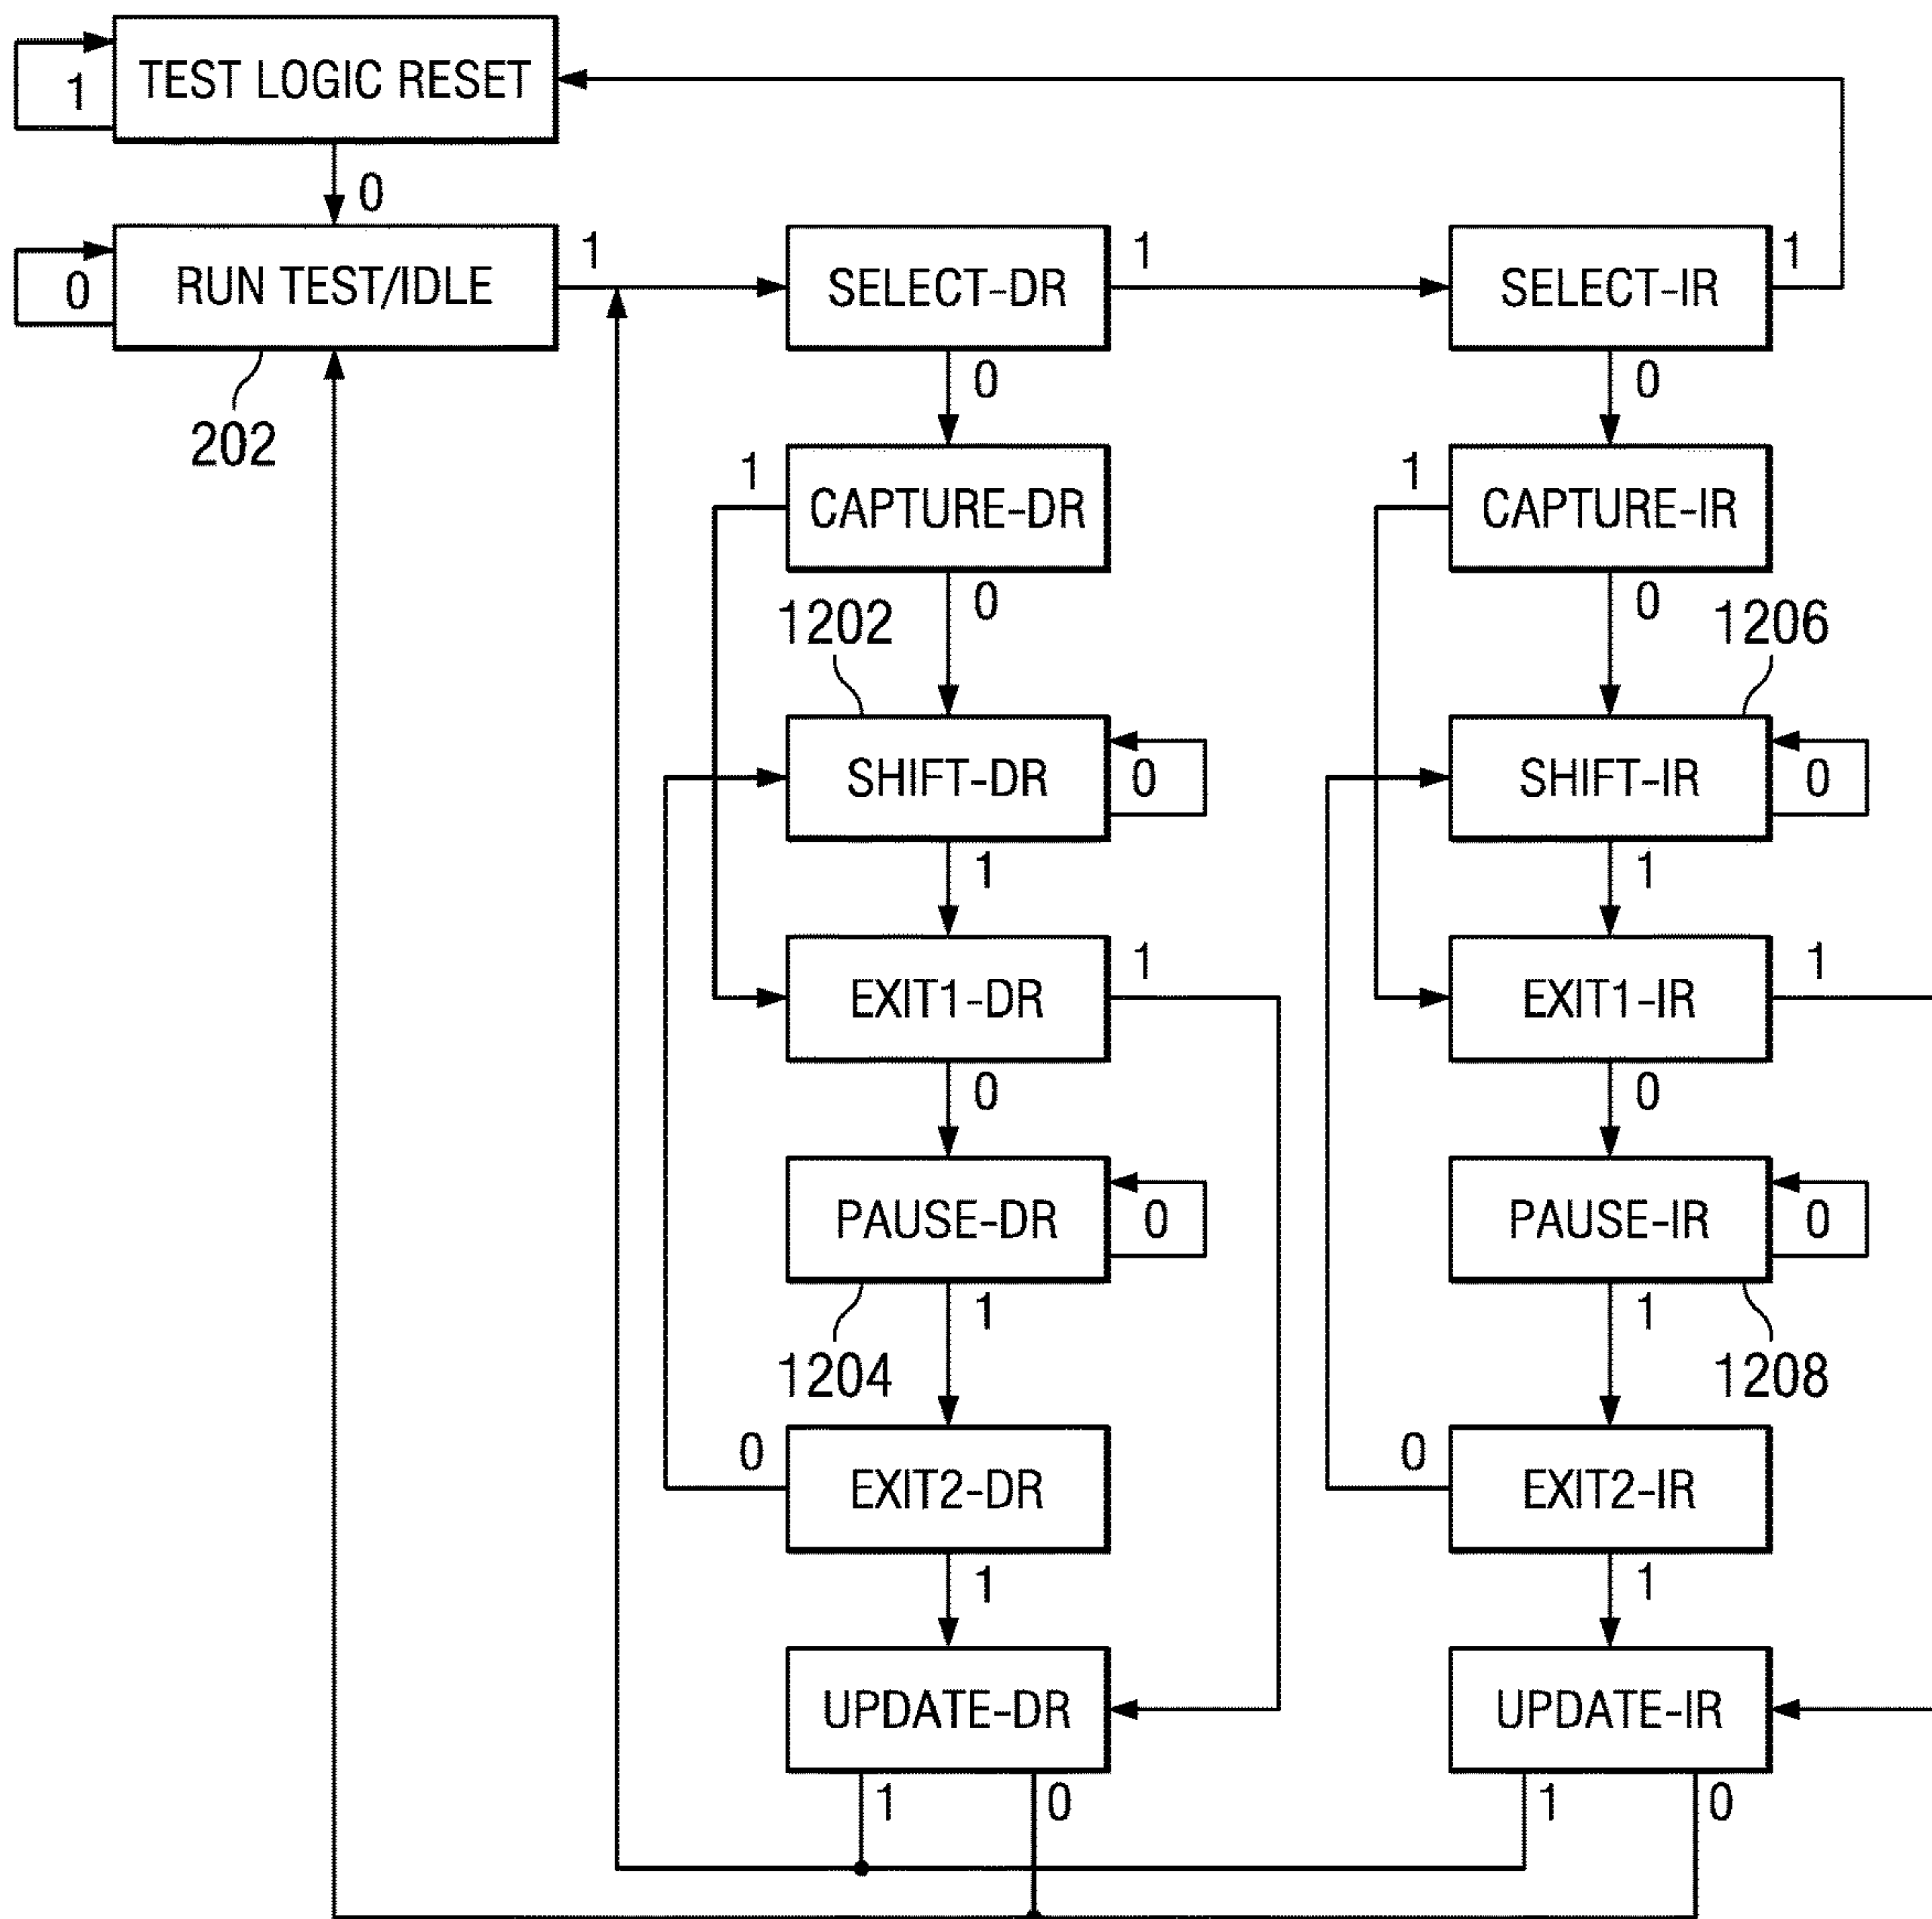 TEST LOGIC RESET
1
0
RUN TEST/IDLE
0
1
202
SELECT-DR
1
0
SELECT-IR
1
0
CAPTURE-DR
1
0
CAPTURE-IR
1
0
1202
1206
SHIFT-DR
0
1
SHIFT-IR
0
1
EXIT1-DR
1
0
EXIT1-IR
1
0
PAUSE-DR
0
1
PAUSE-IR
0
1
1204
1208
EXIT2-DR
0
1
EXIT2-IR
0
1
UPDATE-DR
1
0
UPDATE-IR
1
0